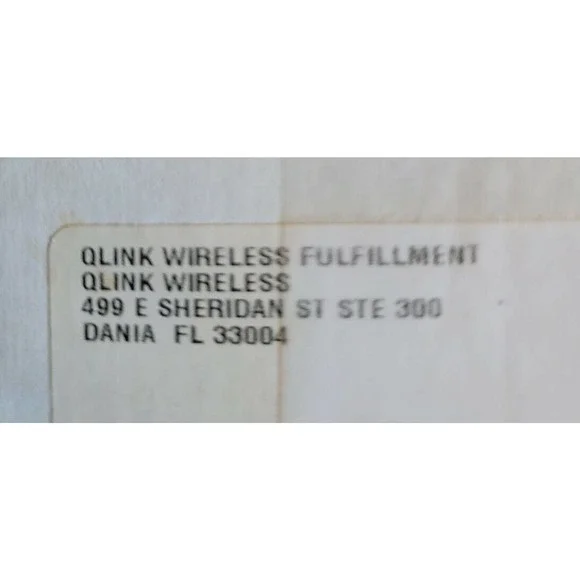 QLINK WIRELESS FULFILLMENT
QLINK WIRELESS
499 E SHERIDAN ST STE 300
DANIA FL 33004